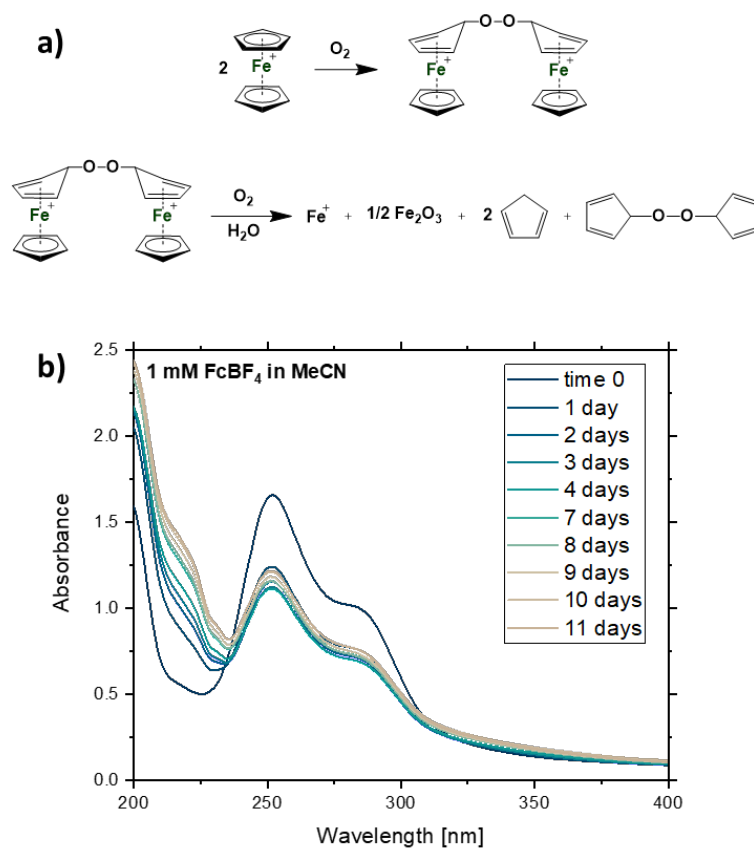 a)
2 Fe+ O2 O–O Fe+ Fe+
O–O
Fe+ Fe+ O2 H2O Fe+ + 1/2 Fe2O3 + 2 + O–O
b)
1 mM FcBF4 in MeCN
time 0
1 day
2 days
3 days
4 days
7 days
8 days
9 days
10 days
11 days
2.5
2.0
1.5
1.0
0.5
0.0
Absorbance
200 250 300 350 400
Wavelength [nm]